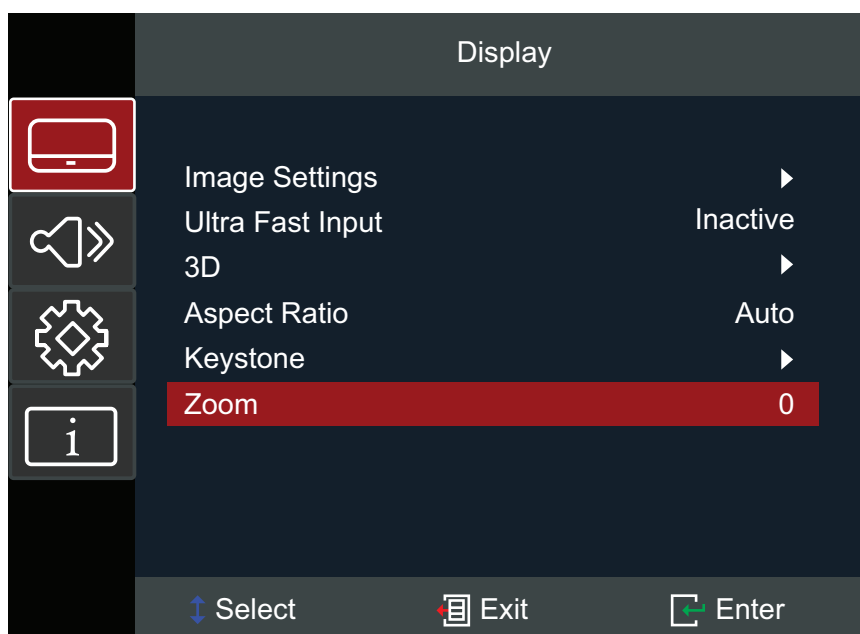 Display
Image Settings
Ultra Fast Input Inactive
3D
Aspect Ratio Auto
Keystone
Zoom 0
i
Select Exit Enter